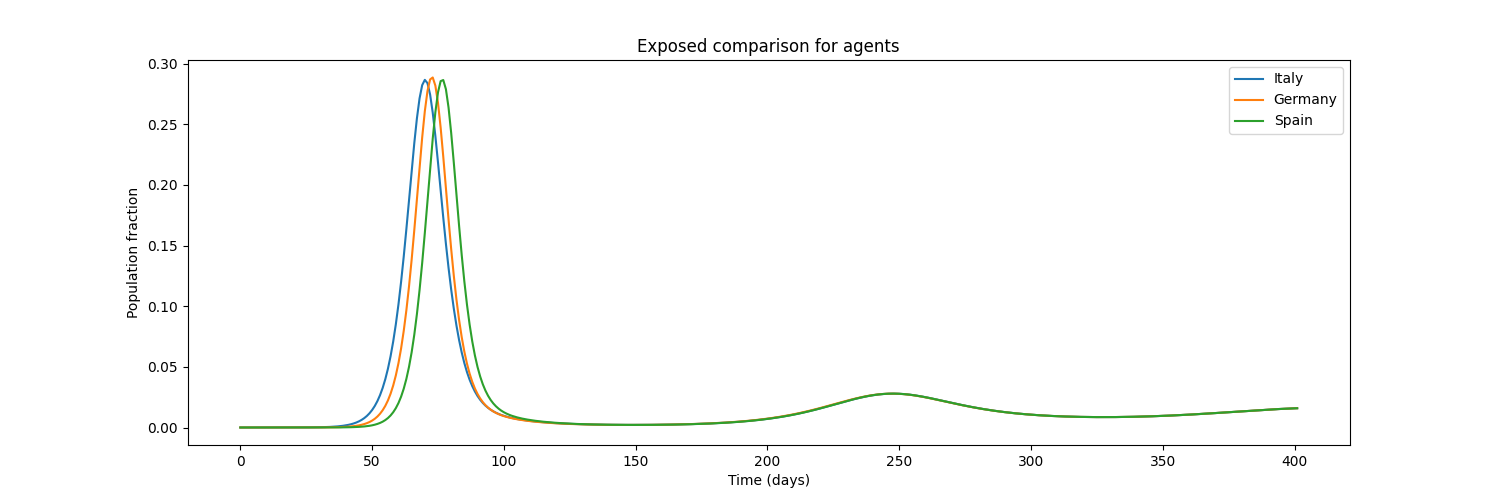 Exposed comparison for agents
Italy
Germany
Spain
Population fraction
0.30
0.25
0.20
0.15
0.10
0.05
0.00
0 50 100 150 200 250 300 350 400
Time (days)